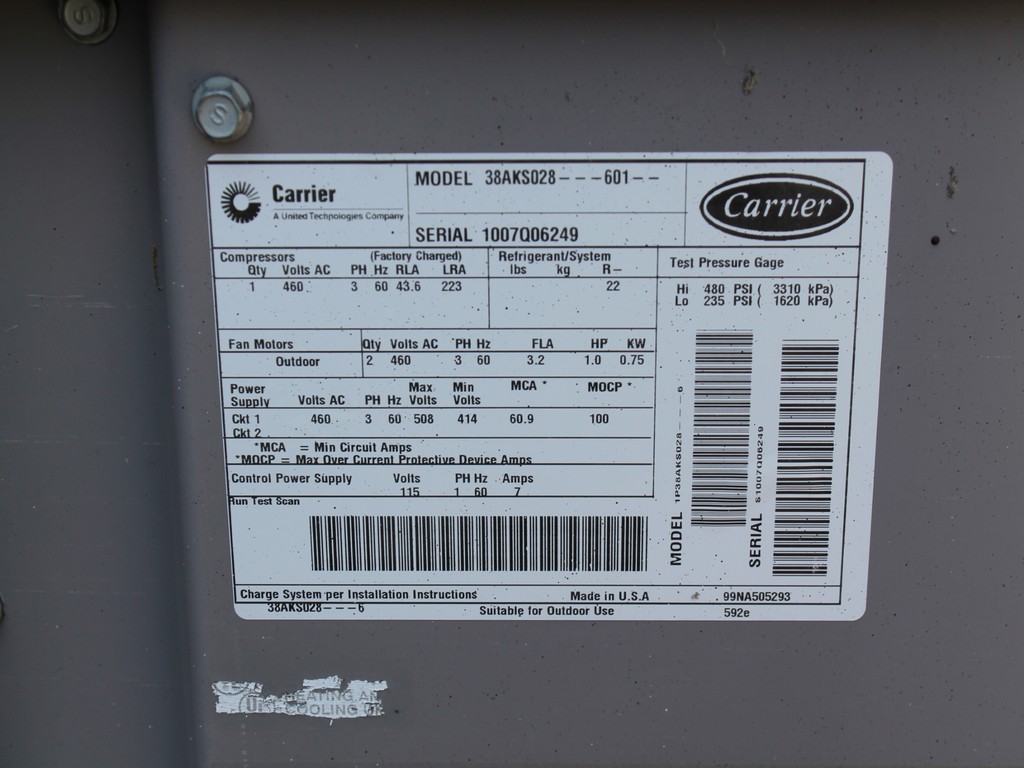 S
S
Carrier
A United Technologies Company
MODEL 38AKS028---601--
SERIAL 1007Q06249
Carrier
Compressors (Factory Charged) Refrigerant/System
Qty Volts AC PH Hz RLA LRA lbs kg R-
1 460 3 60 43.6 223 22
Test Pressure Gage
Hi 480 PSI ( 3310 kPa)
Lo 235 PSI ( 1620 kPa)
Fan Motors Qty Volts AC PH Hz FLA HP KW
Outdoor 2 460 3 60 3.2 1.0 0.75
Power Supply Volts AC PH Hz Max Volts Min Volts MCA * MOCP *
Ckt 1 460 3 60 508 414 60.9 100
Ckt 2
*MCA = Min Circuit Amps
*MOCP = Max Over Current Protective Device Amps
Control Power Supply Volts PH Hz Amps
115 1 60 7
Run Test Scan
MODEL 1P38AKS028---6
SERIAL S1007Q06249
Charge System per Installation Instructions Made in U.S.A 99NA505293
38AKS028---6 Suitable for Outdoor Use 592e
HEATING AN
COOLING